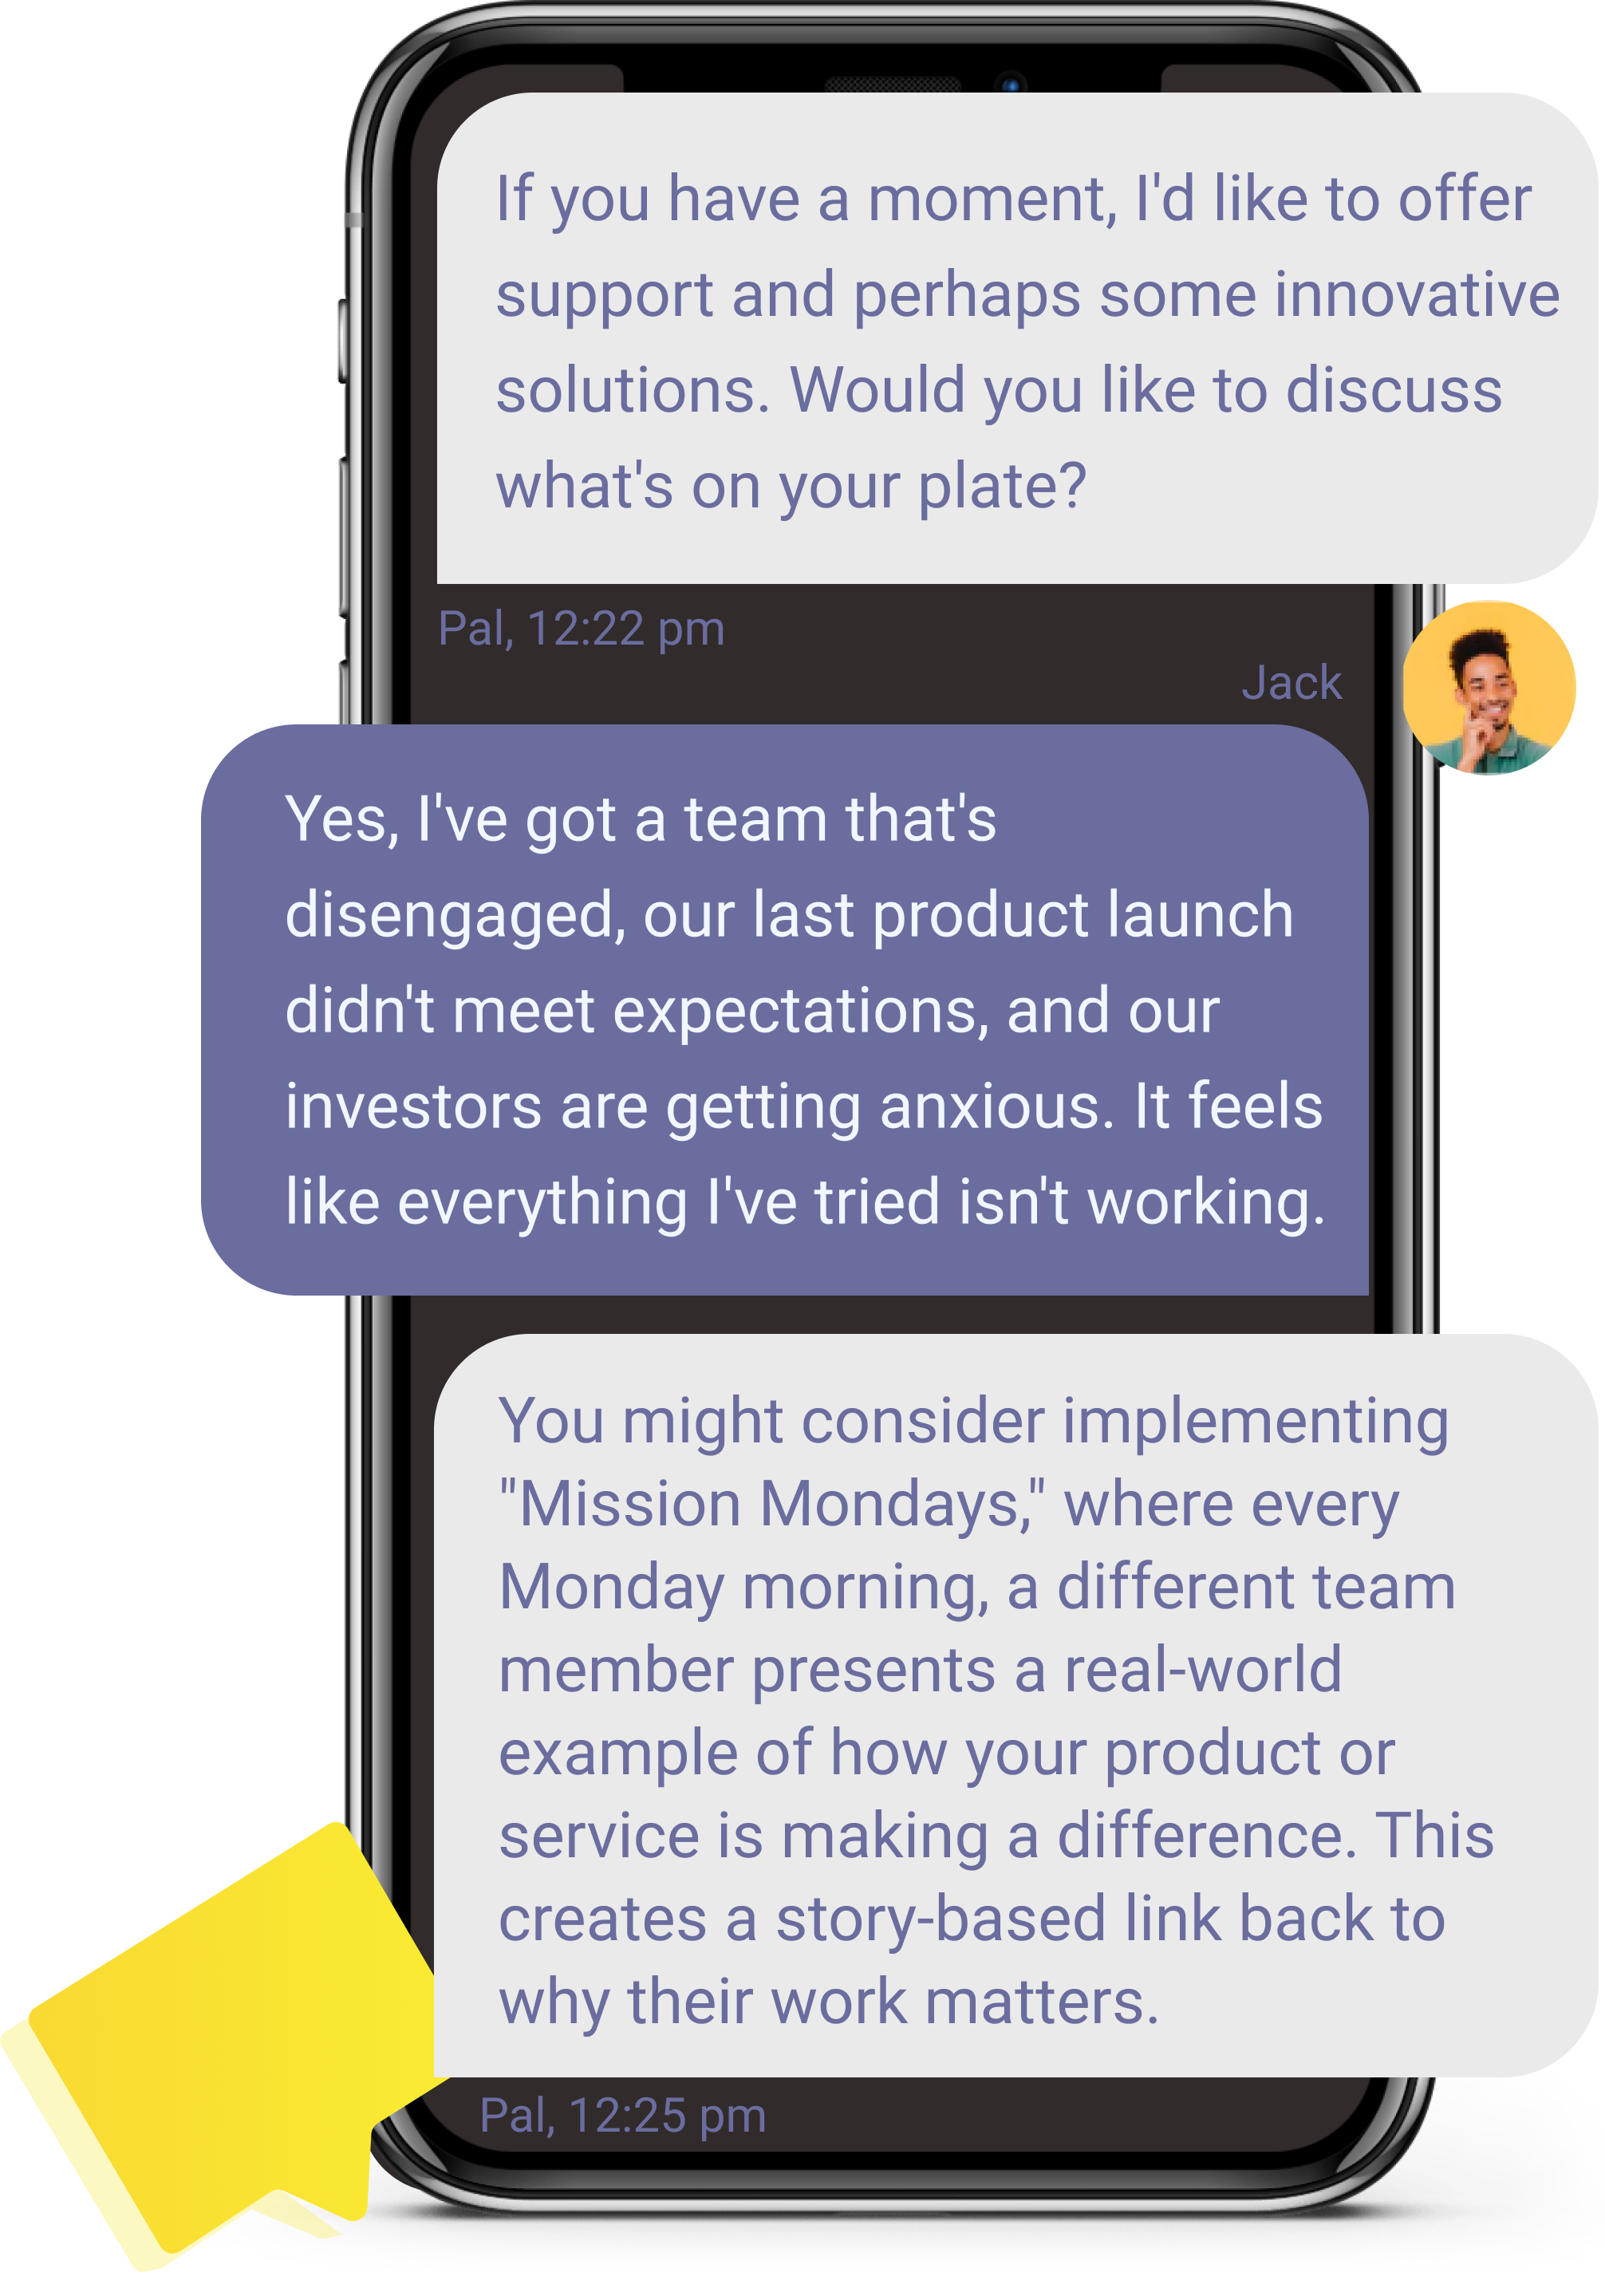 If you have a moment, I'd like to offer
support and perhaps some innovative
solutions. Would you like to discuss
what's on your plate?
Pal, 12:22 pm
Jack
Yes, I've got a team that's
disengaged, our last product launch
didn't meet expectations, and our
investors are getting anxious. It feels
like everything I've tried isn't working.
You might consider implementing
"Mission Mondays," where every
Monday morning, a different team
member presents a real-world
example of how your product or
service is making a difference. This
creates a story-based link back to
why their work matters.
Pal, 12:25 pm